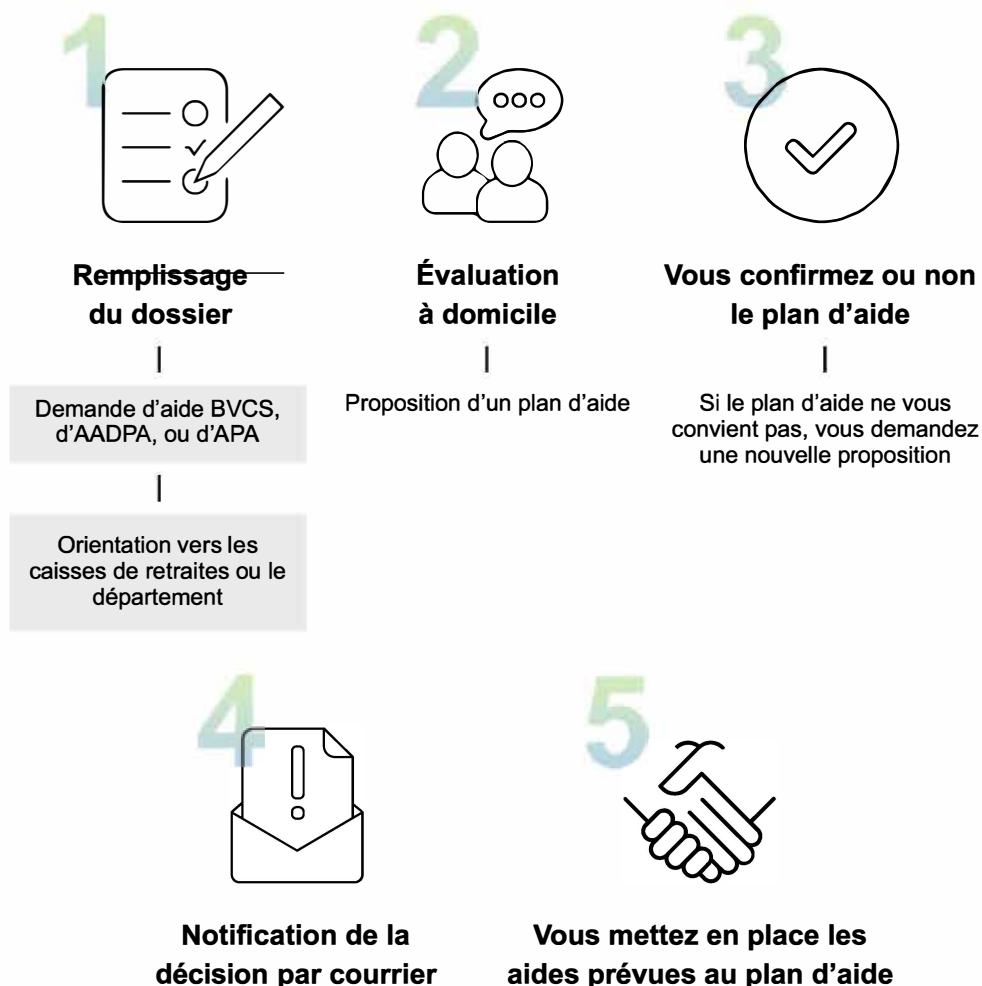 1
2
3
Remplissage
du dossier
Demande d'aide BVCS,
d'AADPA, ou d'APA
Orientation vers les
caisses de retraites ou le
département
Évaluation
à domicile
Proposition d'un plan d'aide
Vous confirmez ou non
le plan d'aide
Si le plan d'aide ne vous
convient pas, vous demandez
une nouvelle proposition
4
5
Notification de la
décision par courrier
Vous mettez en place les
aides prévues au plan d'aide